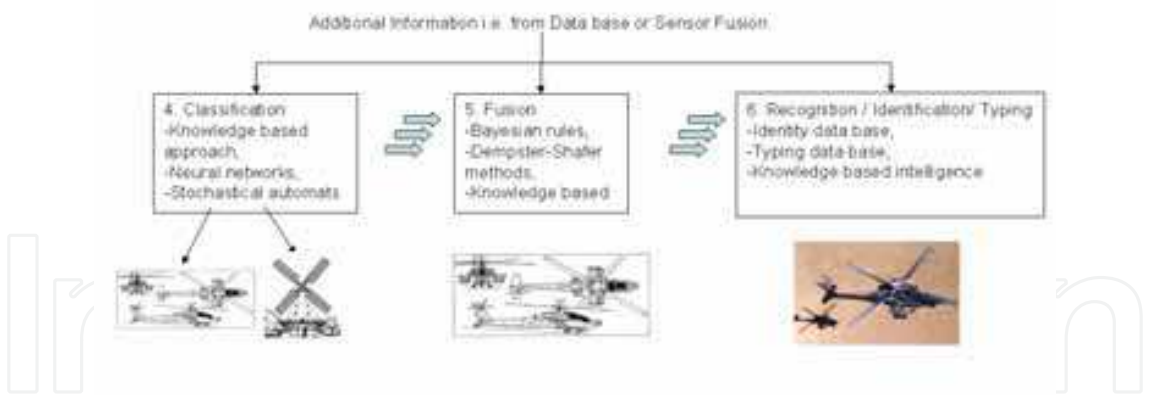 Additional Information i.e. from Data base or Sensor Fusion
4. Classification
-Knowledge based
approach,
-Neural networks,
-Stochastical automats
5. Fusion
-Bayesian rules,
-Dempster-Shafer
methods,
-Knowledge based
6. Recognition / Identification/ Typing
-Identity data base,
-Typing data base,
-Knowledge based intelligence